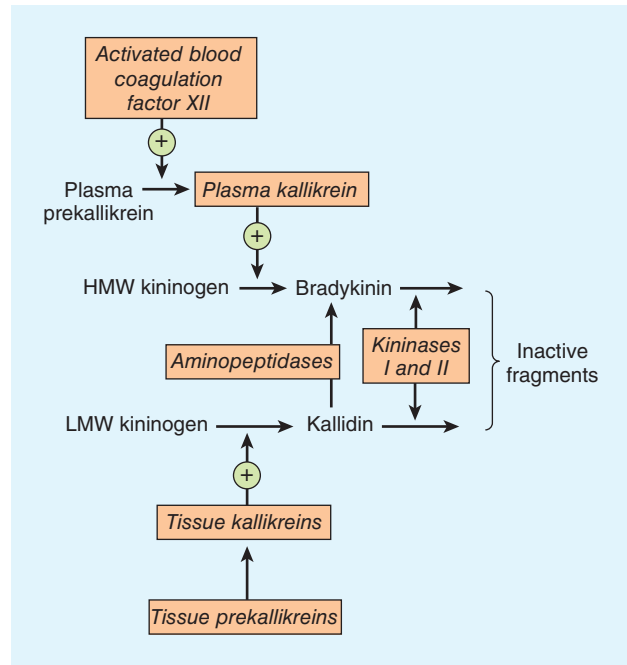 Activated blood
coagulation
factor XII
+
Plasma
prekallikrein
Plasma kallikrein
+
HMW kininogen
Bradykinin
Aminopeptidases
Kininases
I and II
Inactive
fragments
LMW kininogen
Kallidin
+
Tissue kallikreins
Tissue prekallikreins